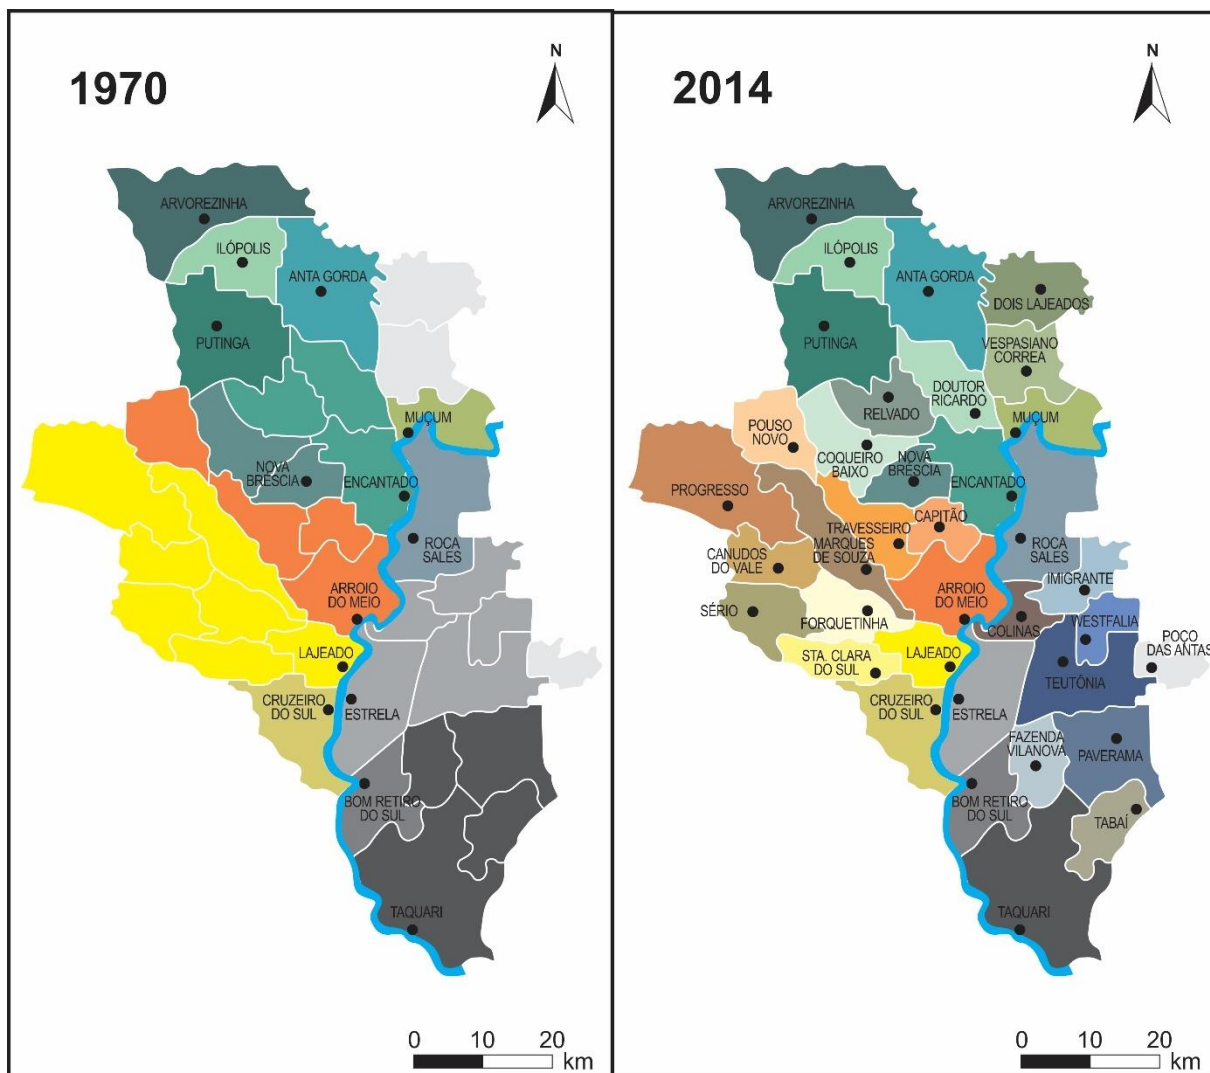 1970
N
ARVOREZINHA
ILÓPOLIS
ANTA GORDA
PUTINGA
MUÇUM
NOVA
BRÉSCIA
ENCANTADO
ROCA
SALES
ARROIO
DO MEIO
LAJEADO
CRUZEIRO
DO SUL
ESTRELA
BOM RETIRO
DO SUL
TAQUARI
0 10 20
km
2014
N
ARVOREZINHA
ILÓPOLIS
ANTA GORDA
DOIS LAJEADOS
PUTINGA
VESPASIANO
CORREA
DOUTOR
RICARDO
RELVADO
MUÇUM
POUSO
NOVO
COQUEIRO
BAIXO
NOVA
BRÉSCIA
ENCANTADO
PROGRESSO
CAPITÃO
TRAVESSEIRO
MARQUES
DE SOUZA
ROCA
SALES
CANUDOS
DO VALE
IMIGRANTE
ARROIO
DO MEIO
SÉRIO
FORQUETINHA
COLINAS
WESTFALIA
POÇO
DAS ANTAS
LAJEADO
STA. CLARA
DO SUL
TEUTÔNIA
CRUZEIRO
DO SUL
ESTRELA
FAZENDA
VILANOVA
PAVERAMA
BOM RETIRO
DO SUL
TABAÍ
TAQUARI
0 10 20
km